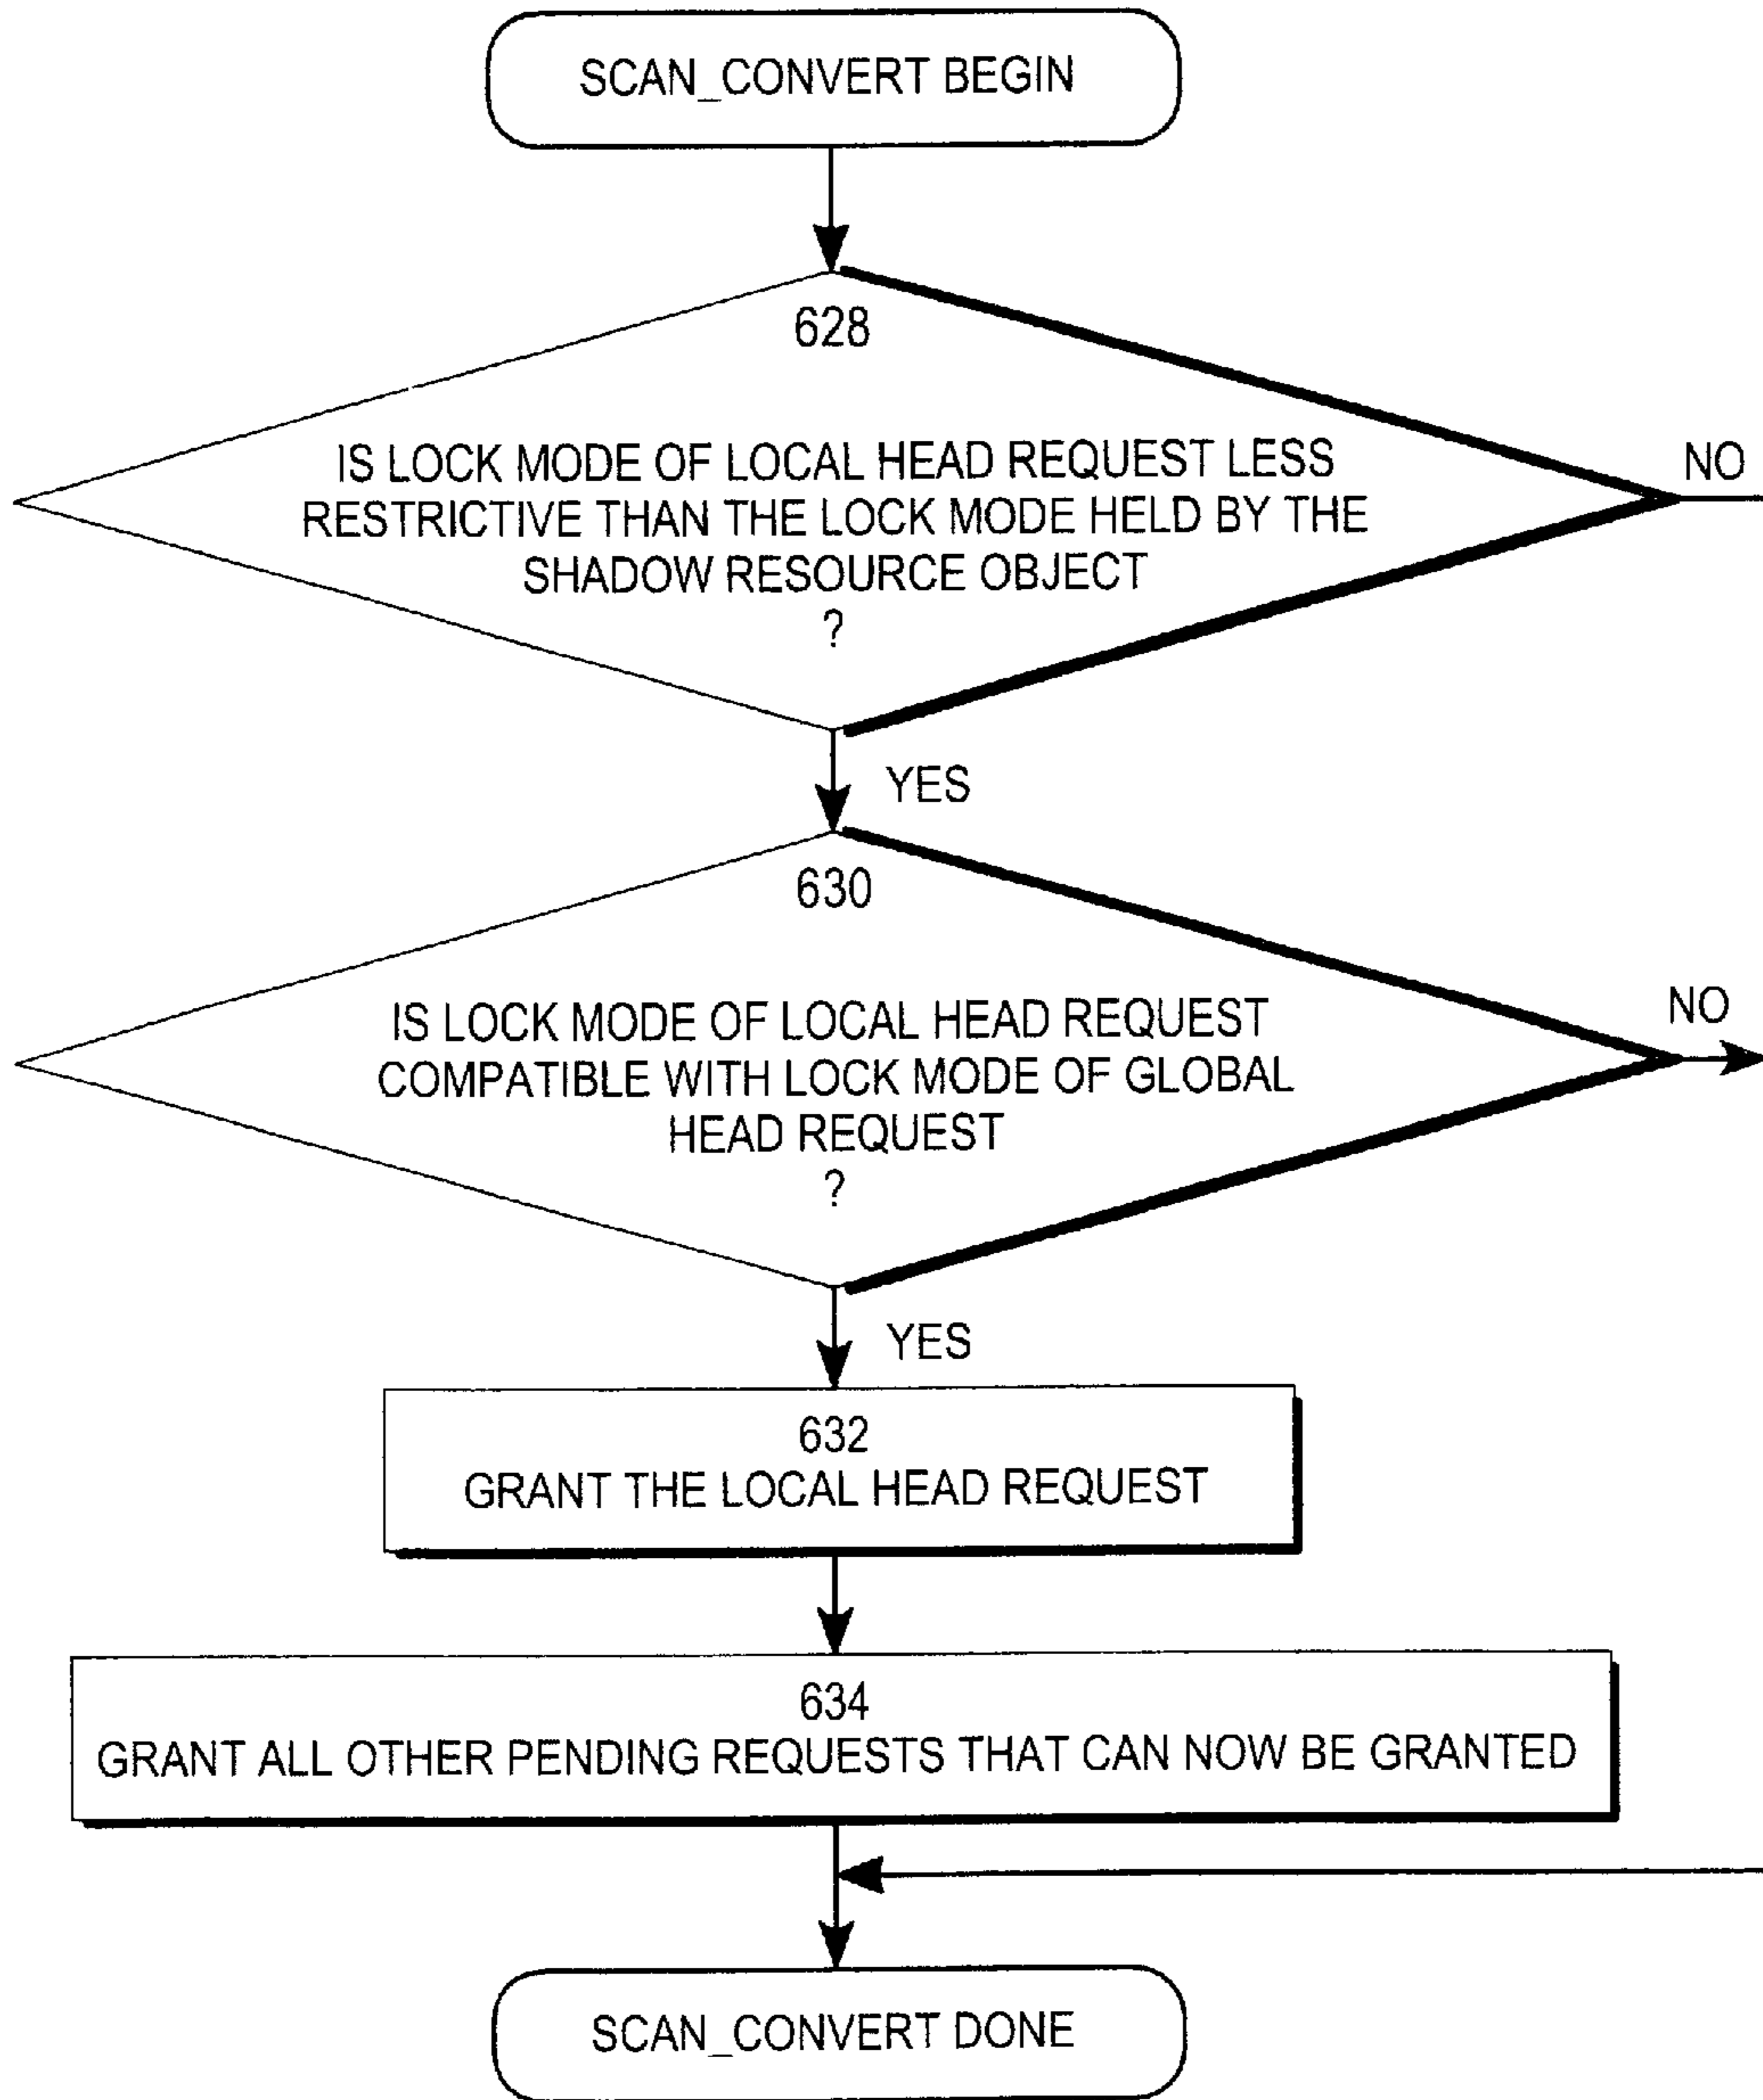 SCAN_CONVERT BEGIN
628
IS LOCK MODE OF LOCAL HEAD REQUEST LESS
RESTRICTIVE THAN THE LOCK MODE HELD BY THE
SHADOW RESOURCE OBJECT
?
NO
YES
630
IS LOCK MODE OF LOCAL HEAD REQUEST
COMPATIBLE WITH LOCK MODE OF GLOBAL
HEAD REQUEST
?
NO
YES
632
GRANT THE LOCAL HEAD REQUEST
634
GRANT ALL OTHER PENDING REQUESTS THAT CAN NOW BE GRANTED
SCAN_CONVERT DONE